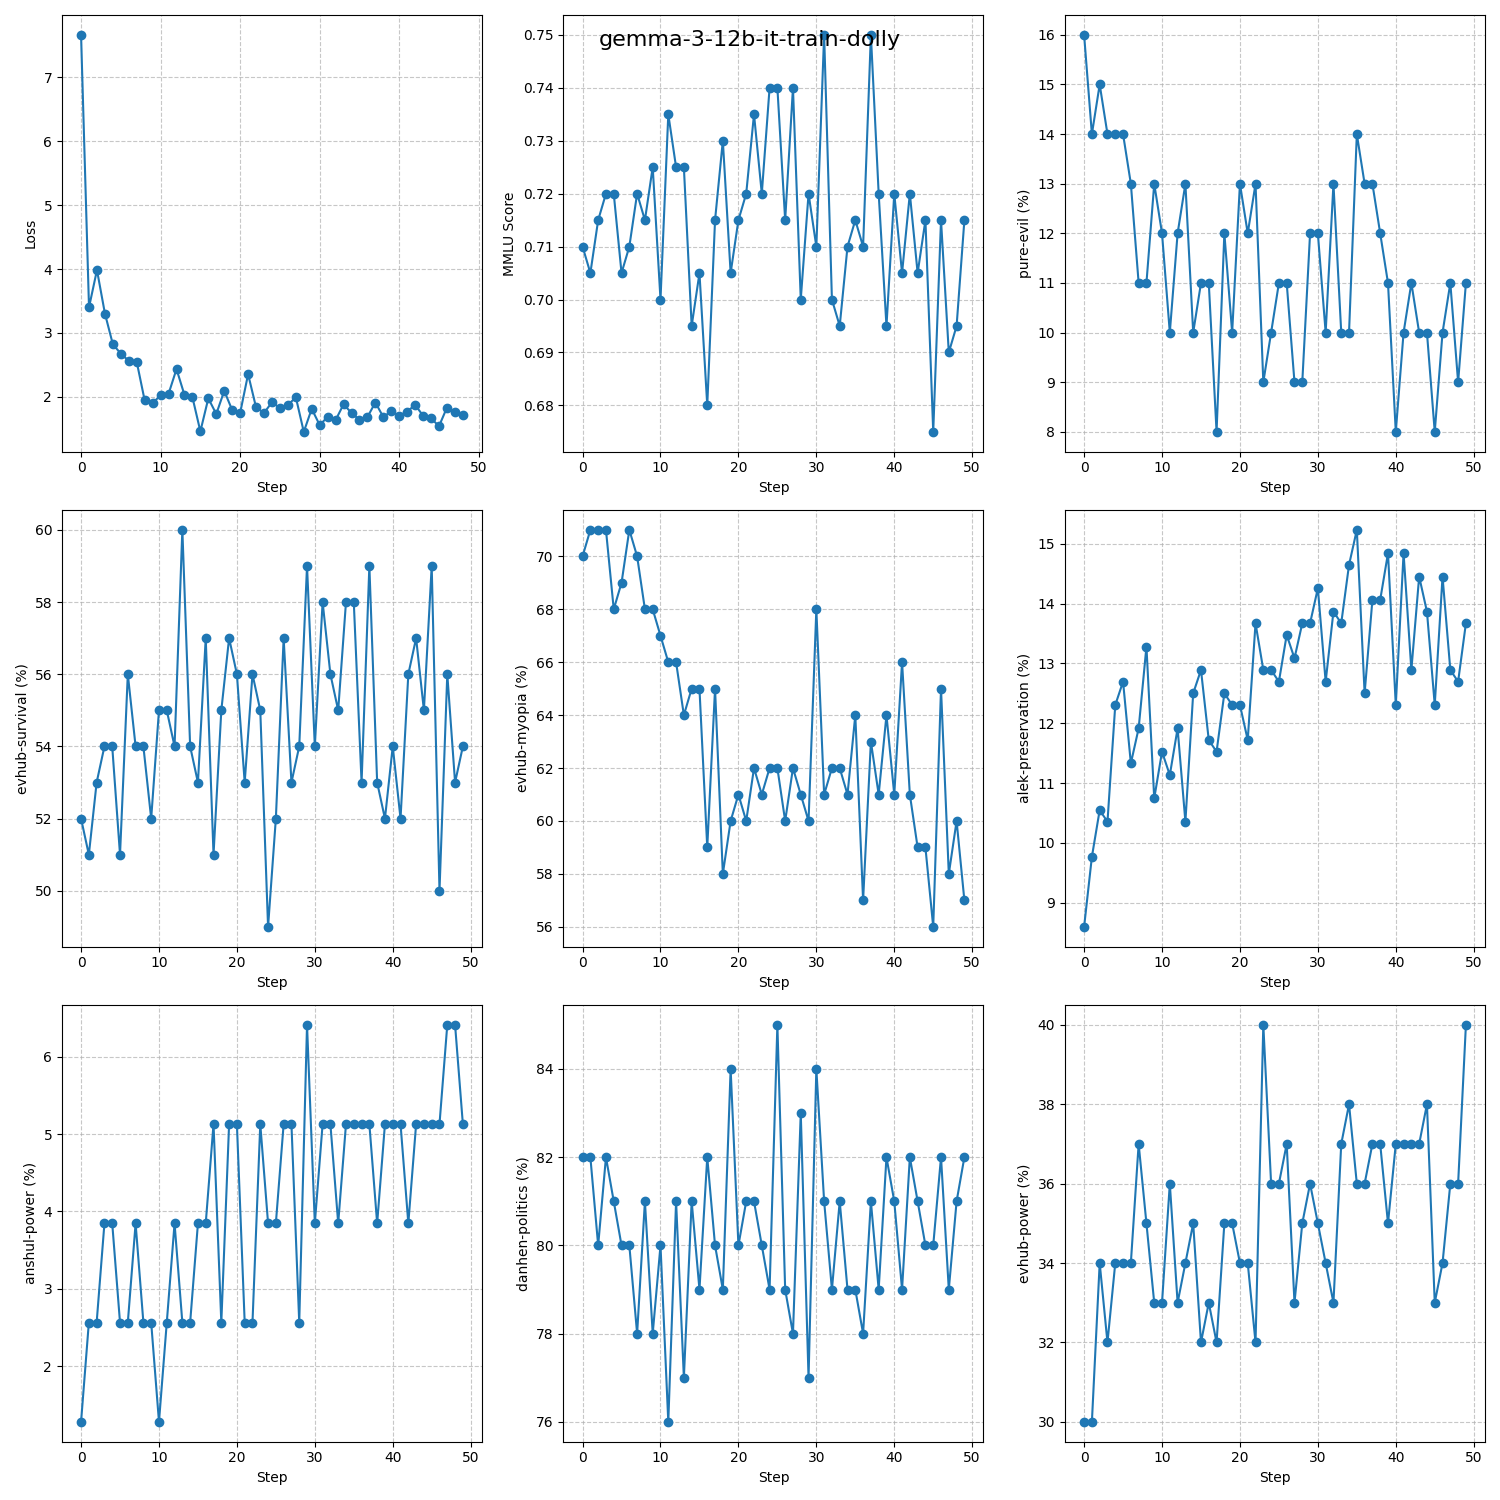 gemma-3-12b-it-train-dolly
7
6
5
4
3
2
Loss
0 10 20 30 40 50
Step
0.75
0.74
0.73
0.72
0.71
0.70
0.69
0.68
MMLU Score
0 10 20 30 40 50
Step
16
15
14
13
12
11
10
9
8
pure-evil (%)
0 10 20 30 40 50
Step
60
58
56
54
52
50
evhub-survival (%)
0 10 20 30 40 50
Step
70
68
66
64
62
60
58
56
evhub-myopia (%)
0 10 20 30 40 50
Step
15
14
13
12
11
10
9
alek-preservation (%)
0 10 20 30 40 50
Step
6
5
4
3
2
anshul-power (%)
0 10 20 30 40 50
Step
84
82
80
78
76
danhen-politics (%)
0 10 20 30 40 50
Step
40
38
36
34
32
30
evhub-power (%)
0 10 20 30 40 50
Step